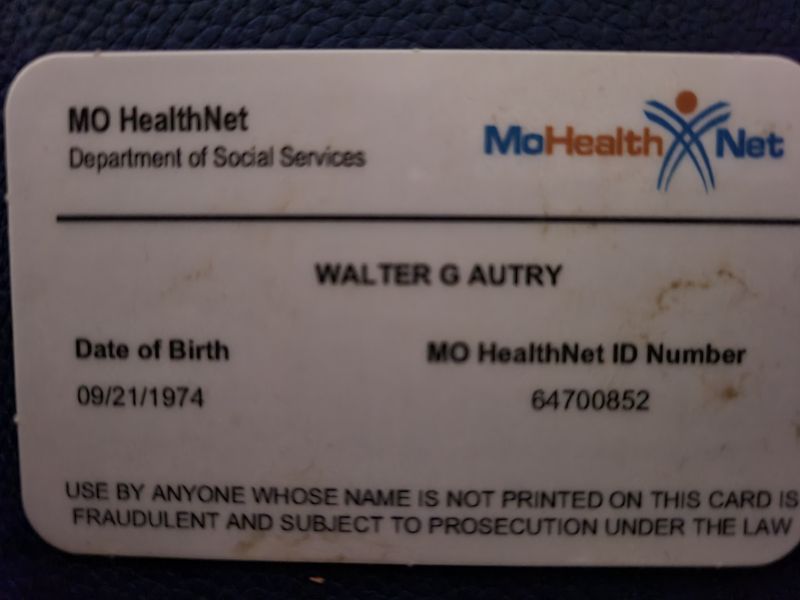 MO HealthNet
Department of Social Services
MoHealth Net
WALTER G AUTRY
Date of Birth
MO HealthNet ID Number
09/21/1974
64700852
USE BY ANYONE WHOSE NAME IS NOT PRINTED ON THIS CARD IS
FRAUDULENT AND SUBJECT TO PROSECUTION UNDER THE LAW